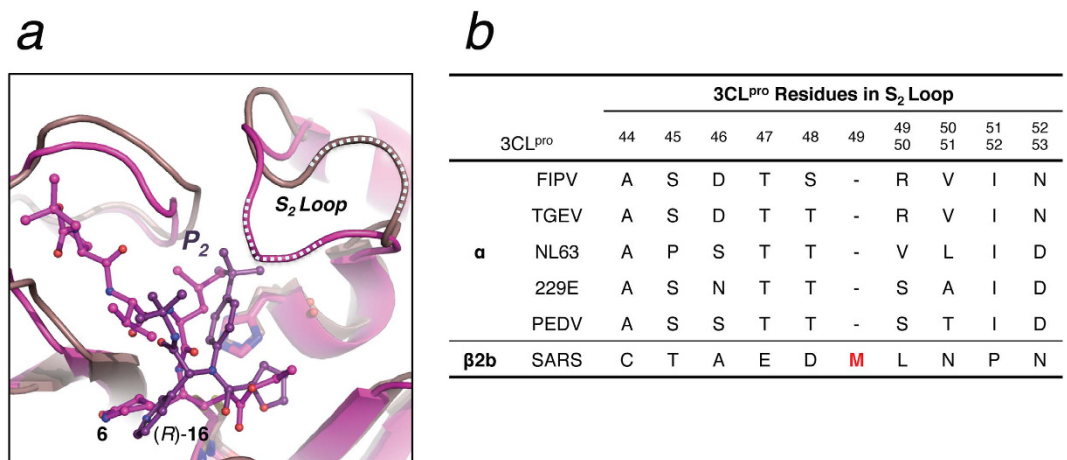 a
S2 Loop
P2
6 (R)-16
b
3CLpro Residues in S2 Loop
3CLpro 44 45 46 47 48 49 49 50 51 52
50 51 52 53
FIPV A S D T S - R V I N
TGEV A S D T T - R V I N
α NL63 A P S T T - V L I D
229E A S N T T - S A I D
PEDV A S S T T - S T I D
β2b SARS C T A E D M L N P N